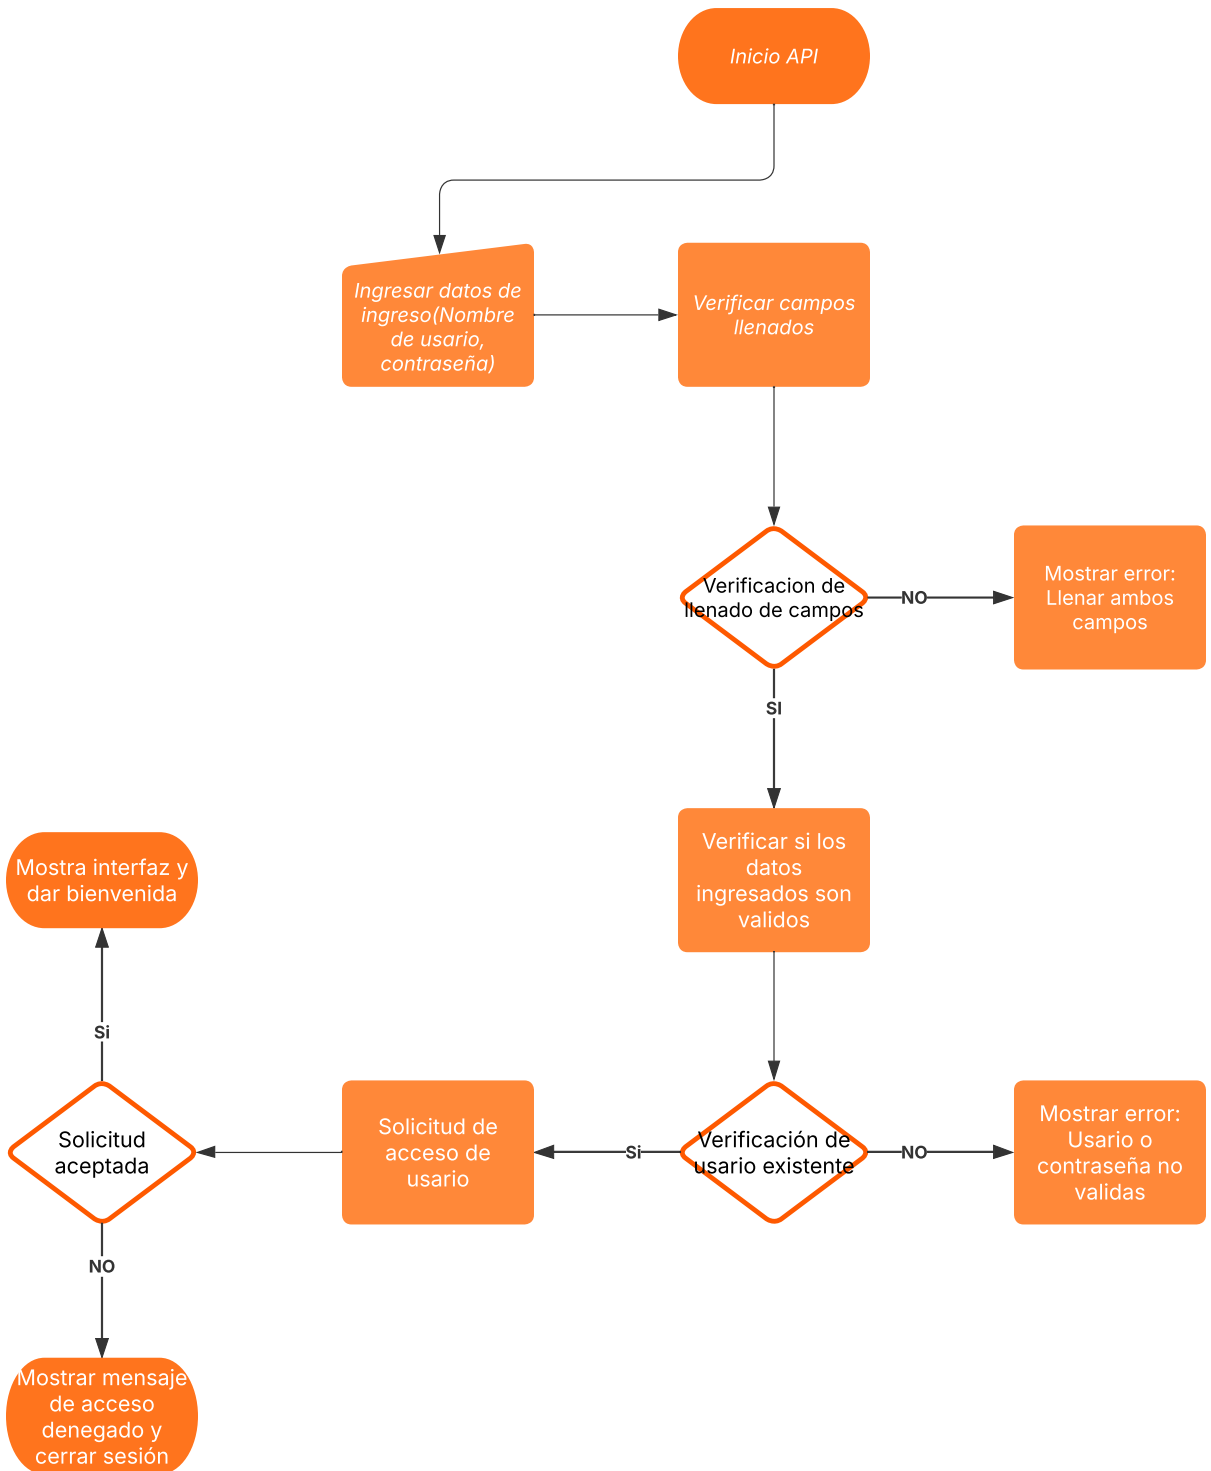 Inicio API
Ingresar datos de
ingreso(Nombre
de usario,
contraseña)
Verificar campos
llenados
Verificacion de
llenado de campos
NO
Mostrar error:
Llenar ambos
campos
SI
Verificar si los
datos
ingresados son
validos
Mostra interfaz y
dar bienvenida
Si
Solicitud
aceptada
Solicitud de
acceso de
usario
Si
Verificación de
usario existente
NO
Mostrar error:
Usario o
contraseña no
validas
NO
Mostrar mensaje
de acceso
denegado y
cerrar sesión